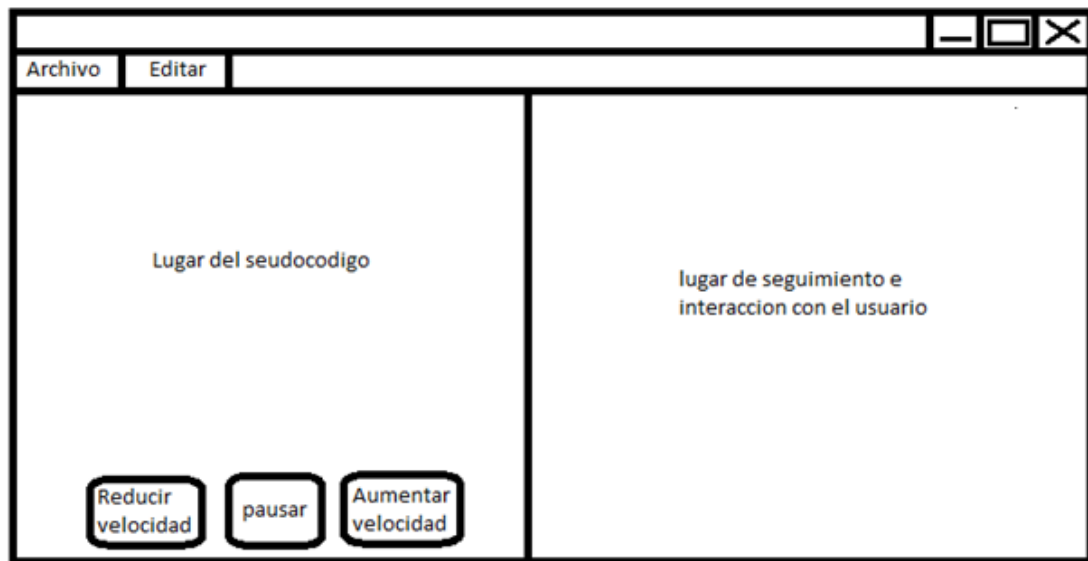 Archivo
Editar
Lugar del seudocodigo
lugar de seguimiento e
interaccion con el usuario
Reducir
velocidad
pausar
Aumentar
velocidad